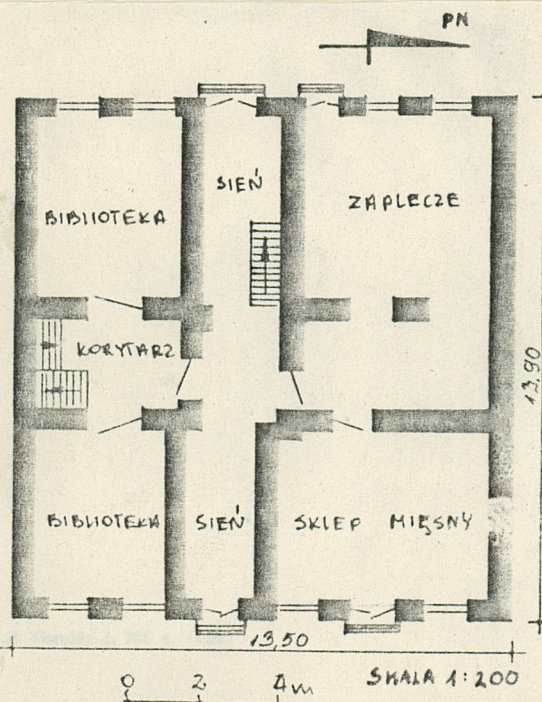 PN
SIEŃ
ZAPLECZE
BIBLIOTEKA
KORYTARZ
13,90
BIBLIOTEKA
SIEŃ
SKLEP MIĘSNY
13,50
SKALA 1:200
0 2 4m